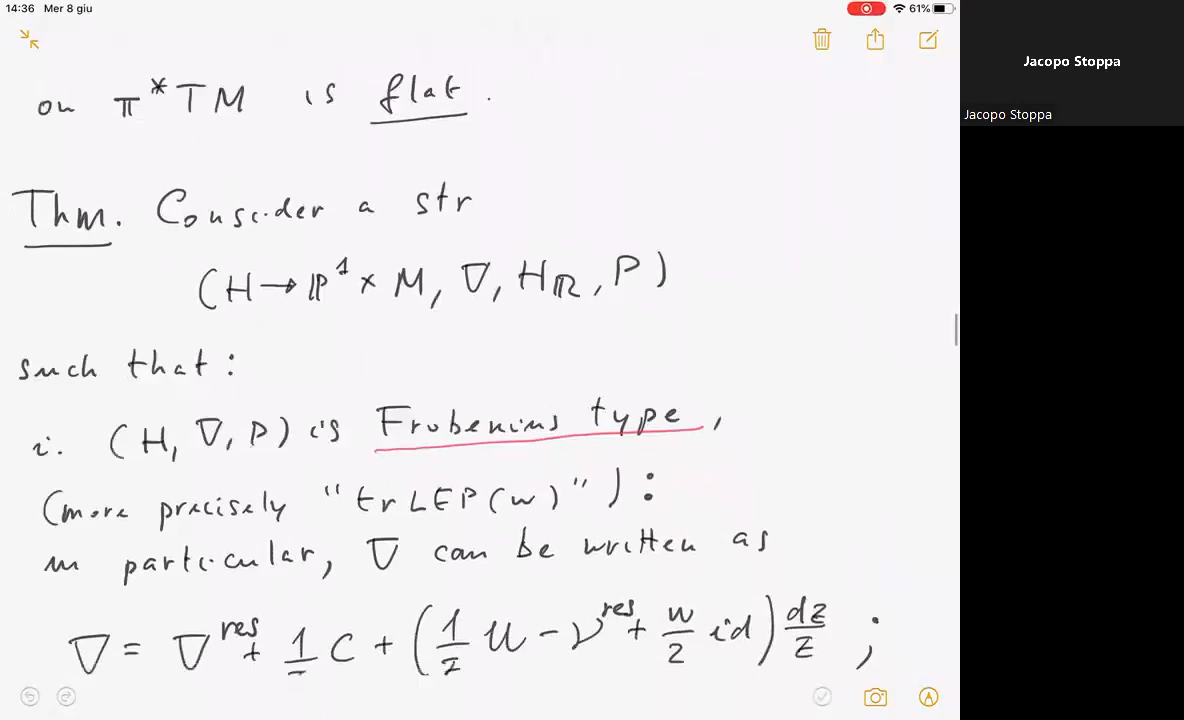 14:36 Mer 8 giu
61%
Jacopo Stoppa
Jacopo Stoppa
on π*TM is flat.
Thm. Consider a str
(H → ℙ¹ × M, ∇, Hℝ, P)
such that:
i. (H, ∇, P) is Frobenius type,
(more precisely "trLEP(w)"):
in particular, ∇ can be written as
∇ = ∇^res + 1/z C + (1/z U − 𝒱^res + w/2 id) dz/z ;